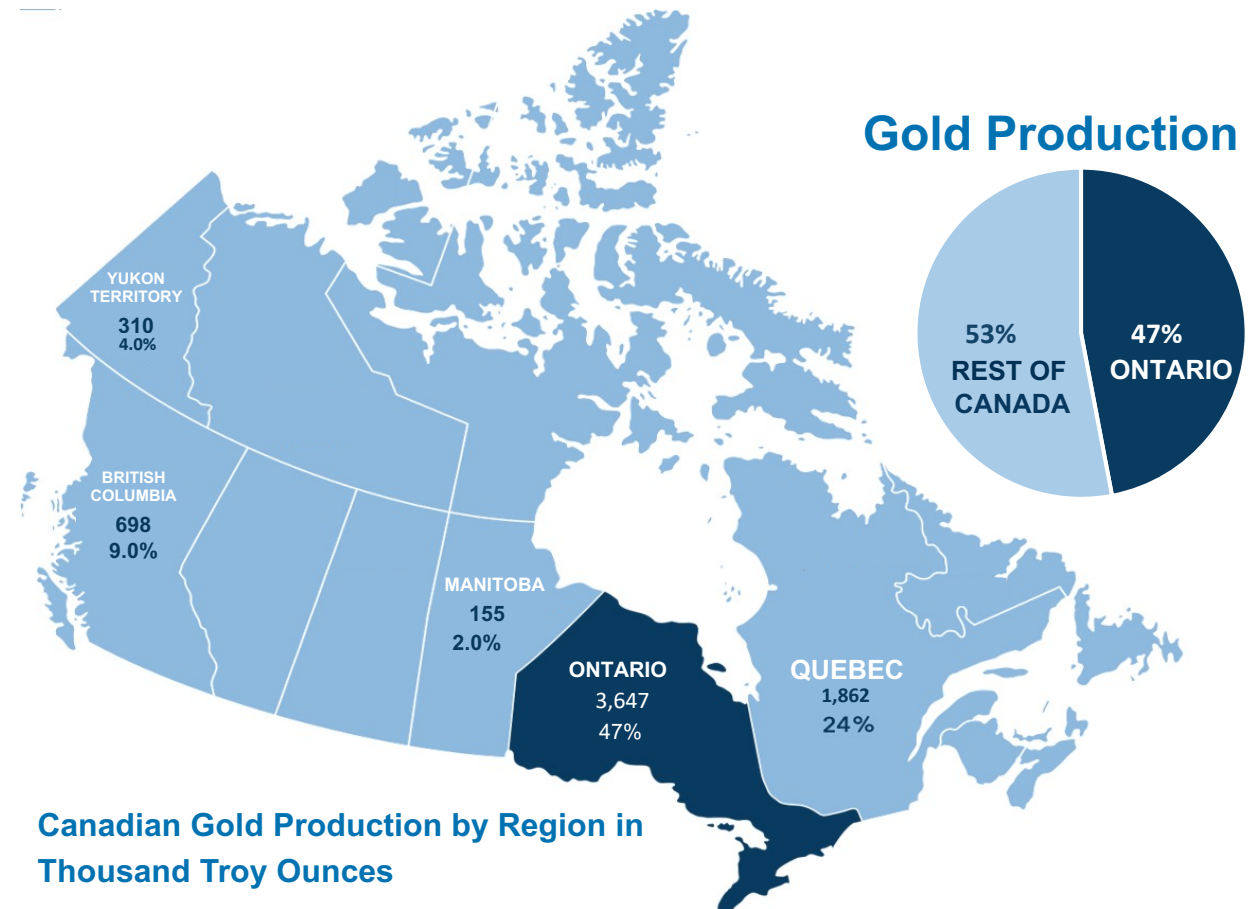 Gold Production
53%
REST OF
CANADA
47%
ONTARIO
YUKON
TERRITORY
310
4.0%
BRITISH
COLUMBIA
698
9.0%
MANITOBA
155
2.0%
ONTARIO
3,647
47%
QUEBEC
1,862
24%
Canadian Gold Production by Region in
Thousand Troy Ounces